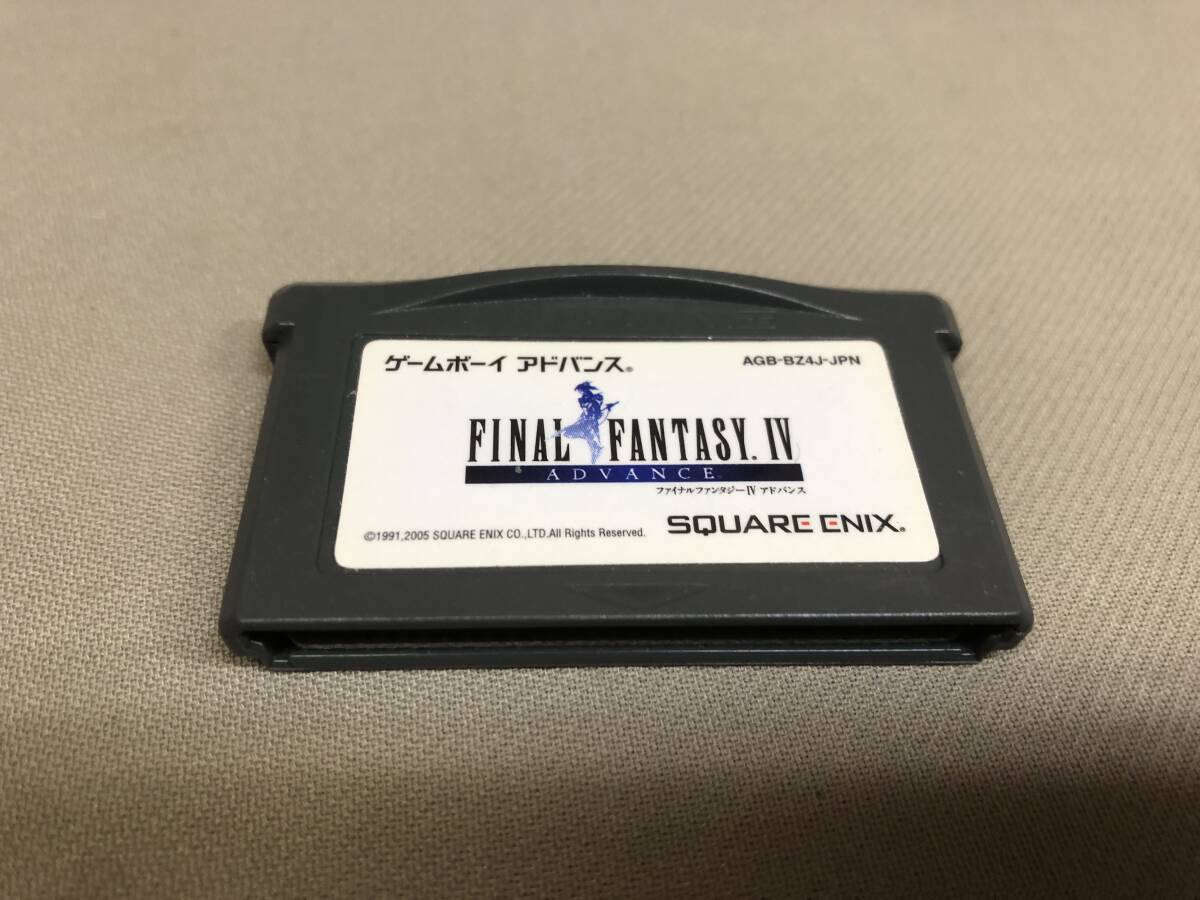 ゲームボーイ アドバンス®
AGB-BZ4J-JPN
FINAL FANTASY. IV
ADVANCE
ファイナルファンタジーIV アドバンス
©1991,2005 SQUARE ENIX CO.,LTD.All Rights Reserved.
SQUARE ENIX®